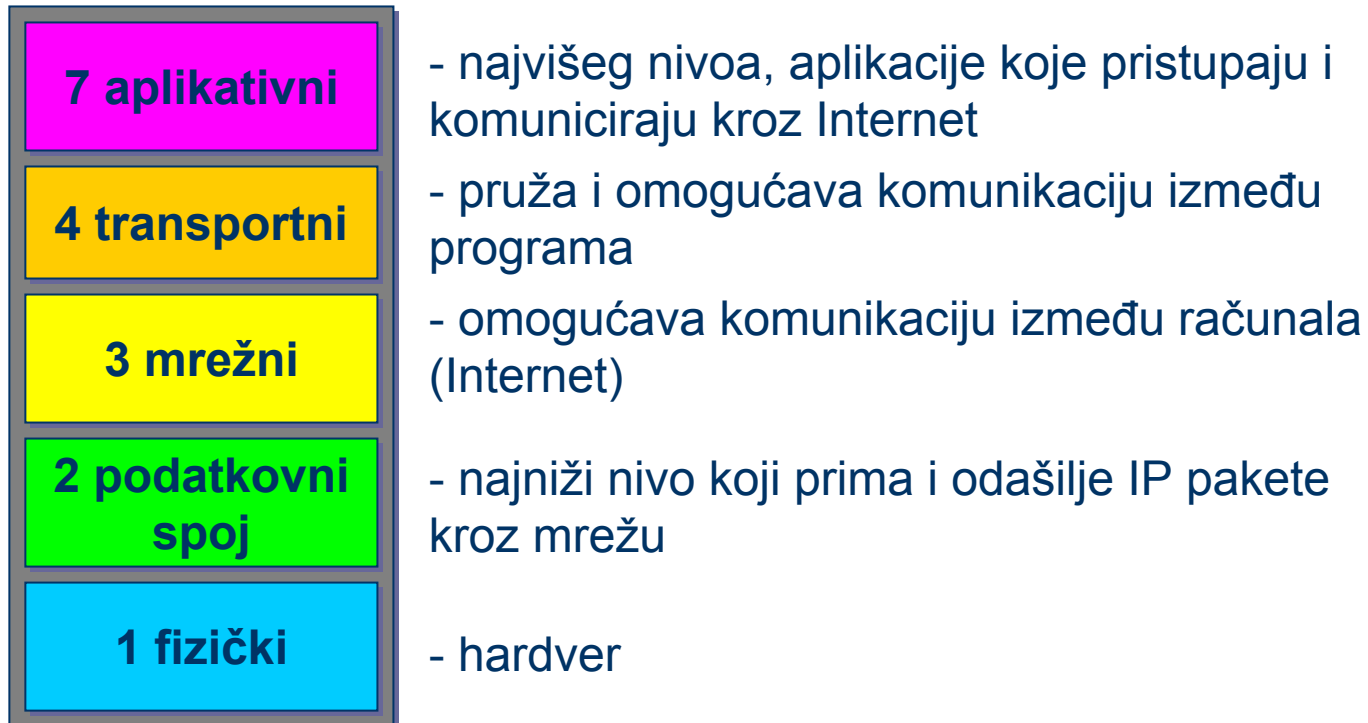 7 aplikativni
- najvišeg nivoa, aplikacije koje pristupaju i
komuniciraju kroz Internet
4 transportni
- pruža i omogućava komunikaciju između
programa
3 mrežni
- omogućava komunikaciju između računala
(Internet)
2 podatkovni
spoj
- najniži nivo koji prima i odašilje IP pakete
kroz mrežu
1 fizički
- hardver